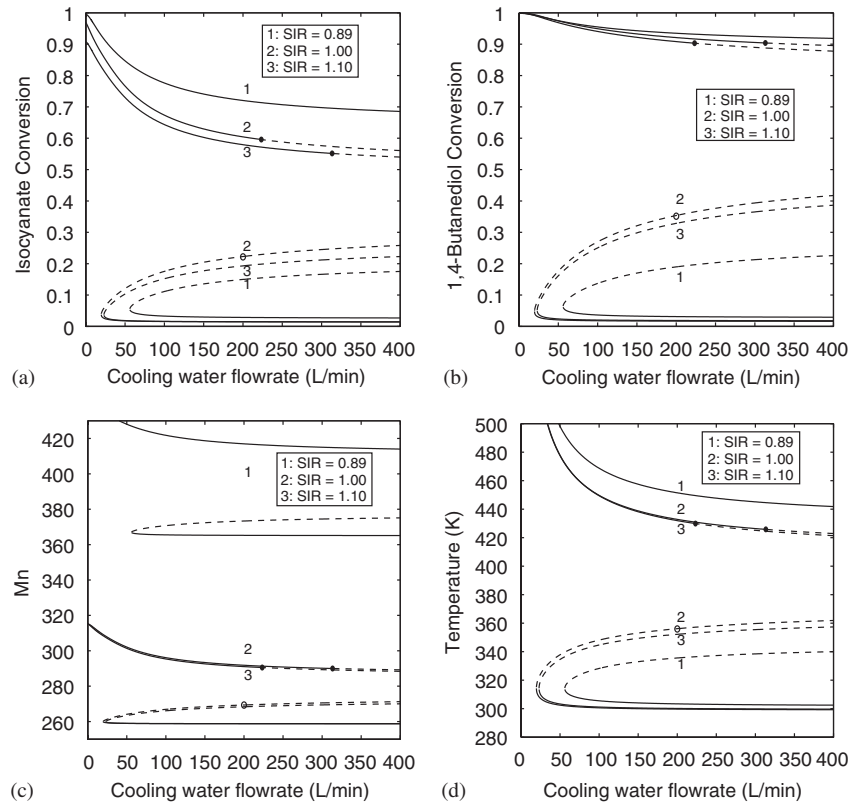 1
0.9
0.8
0.7
0.6
0.5
0.4
0.3
0.2
0.1
0
Isocyanate Conversion
1: SIR = 0.89
2: SIR = 1.00
3: SIR = 1.10
1
2
3
2
3
1
0 50 100 150 200 250 300 350 400
(a) Cooling water flowrate (L/min)
1
0.9
0.8
0.7
0.6
0.5
0.4
0.3
0.2
0.1
0
1,4-Butanediol Conversion
1: SIR = 0.89
2: SIR = 1.00
3: SIR = 1.10
2
3
1
0 50 100 150 200 250 300 350 400
(b) Cooling water flowrate (L/min)
420
400
380
360
340
320
300
280
260
Mn
1: SIR = 0.89
2: SIR = 1.00
3: SIR = 1.10
1
2
3
2
3
0 50 100 150 200 250 300 350 400
(c) Cooling water flowrate (L/min)
500
480
460
440
420
400
380
360
340
320
300
280
Temperature (K)
1: SIR = 0.89
2: SIR = 1.00
3: SIR = 1.10
1
2
3
2
3
1
0 50 100 150 200 250 300 350 400
(d) Cooling water flowrate (L/min)